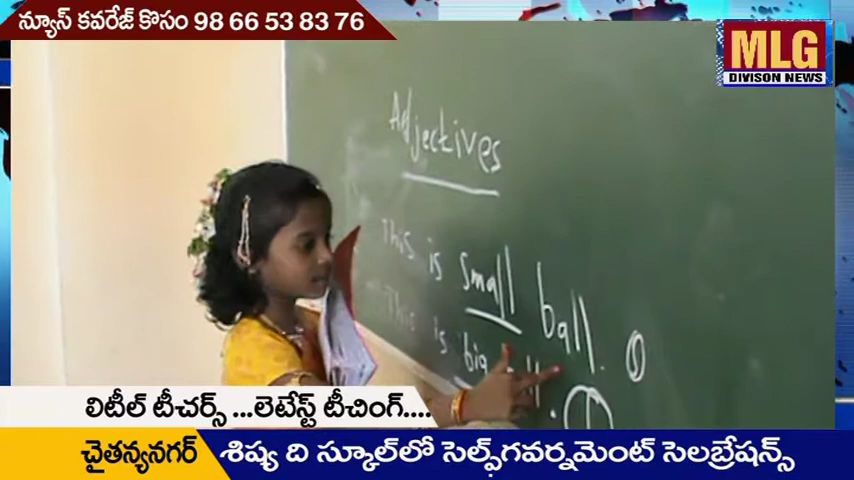 న్యూస్ కవరేజ్ కొసం 98 66 53 83 76
MLG
DIVISON NEWS
Adjectives
This is small ball. ①
This is big
లిటీల్ టీచర్స్ ...లెటేస్ట్ టీచింగ్....
చైతన్యనగర్
శిష్య ది స్కూల్‌లో సెల్ఫ్‌గవర్నమెంట్ సెలబ్రేషన్స్